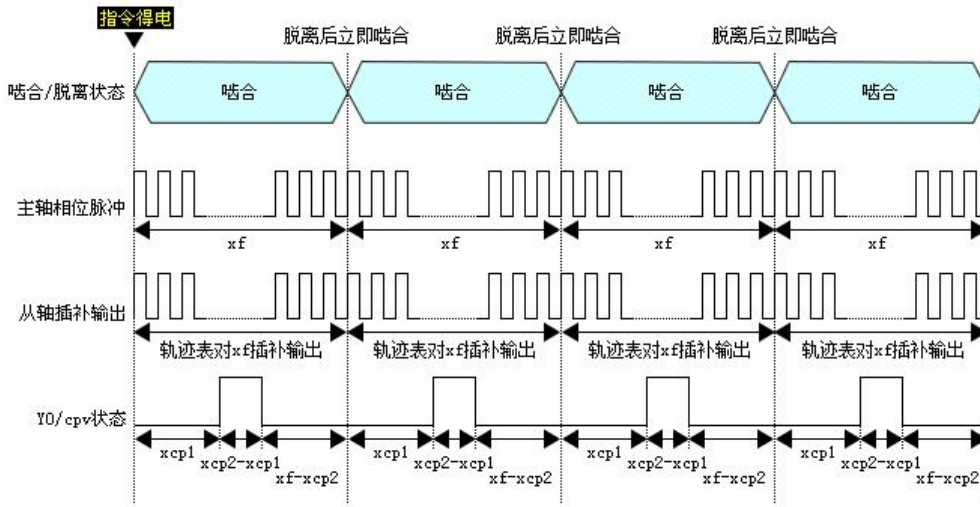 指令得电
脱离后立即啮合 脱离后立即啮合 脱离后立即啮合
啮合/脱离状态 啮合 啮合 啮合 啮合
主轴相位脉冲
xf xf xf xf
从轴插补输出
轨迹表对xf插补输出 轨迹表对xf插补输出 轨迹表对xf插补输出 轨迹表对xf插补输出
Y0/cpv状态
xcp1 xcp1 xcp1 xcp1
xcp2-xcp1 xcp2-xcp1 xcp2-xcp1 xcp2-xcp1
xf-xcp2 xf-xcp2 xf-xcp2 xf-xcp2